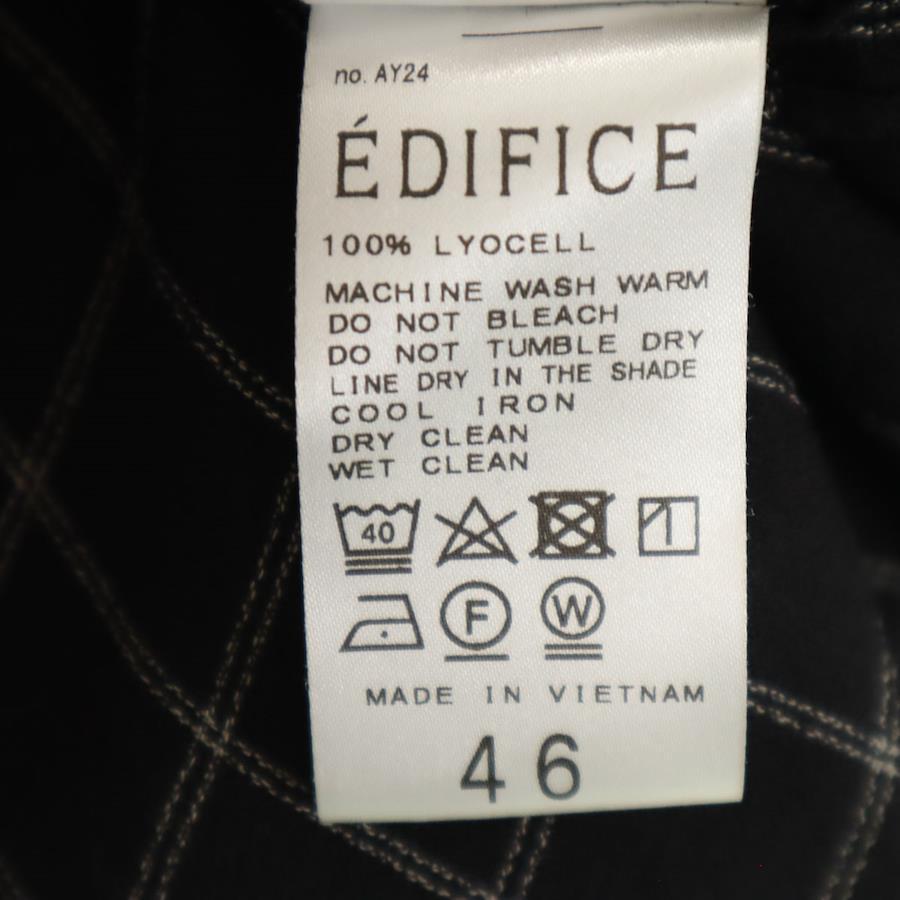 no. AY24
ÉDIFICE
100% LYOCELL
MACHINE WASH WARM
DO NOT BLEACH
DO NOT TUMBLE DRY
LINE DRY IN THE SHADE
COOL IRON
DRY CLEAN
WET CLEAN
40
F W
MADE IN VIETNAM
46